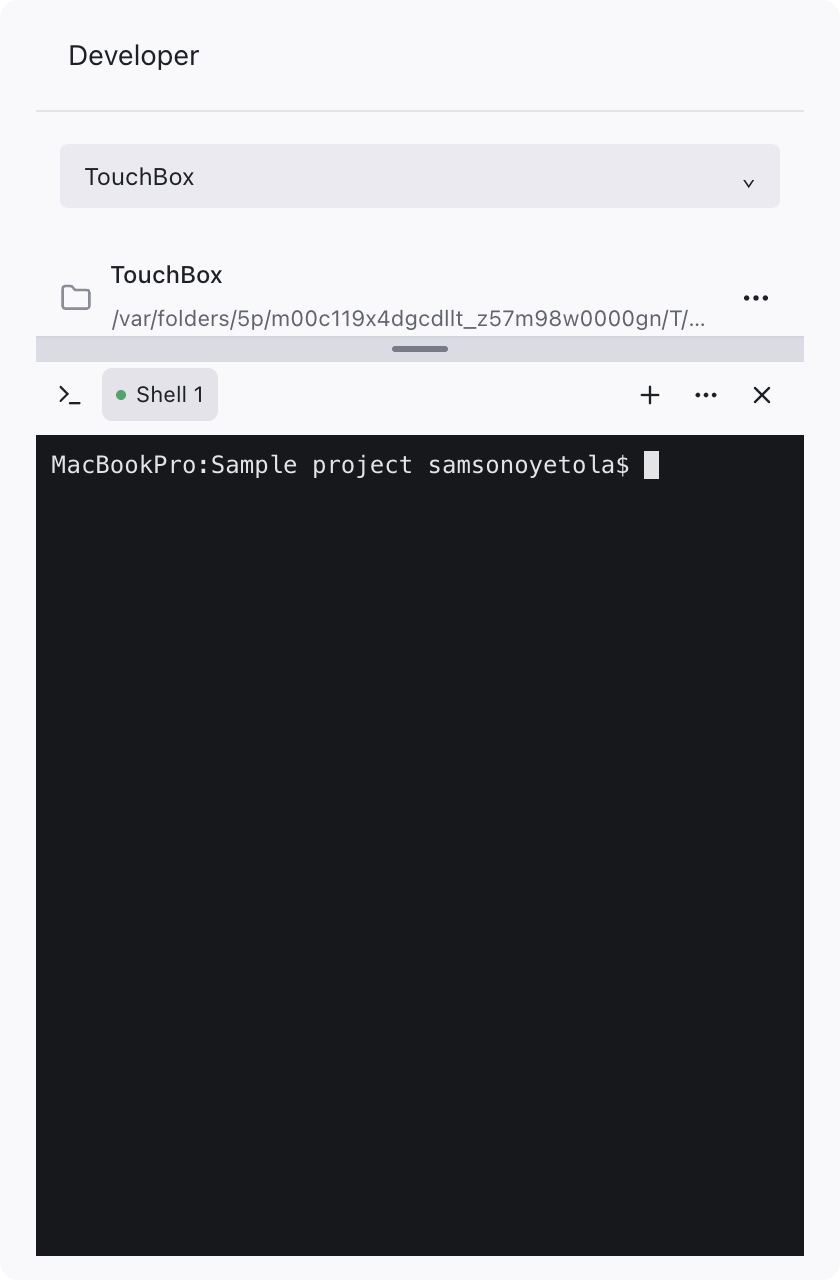 Developer
TouchBox
TouchBox
/var/folders/5p/m00c119x4dgcdllt_z57m98w0000gn/T/...
Shell 1
MacBookPro:Sample project samsonoyetola$